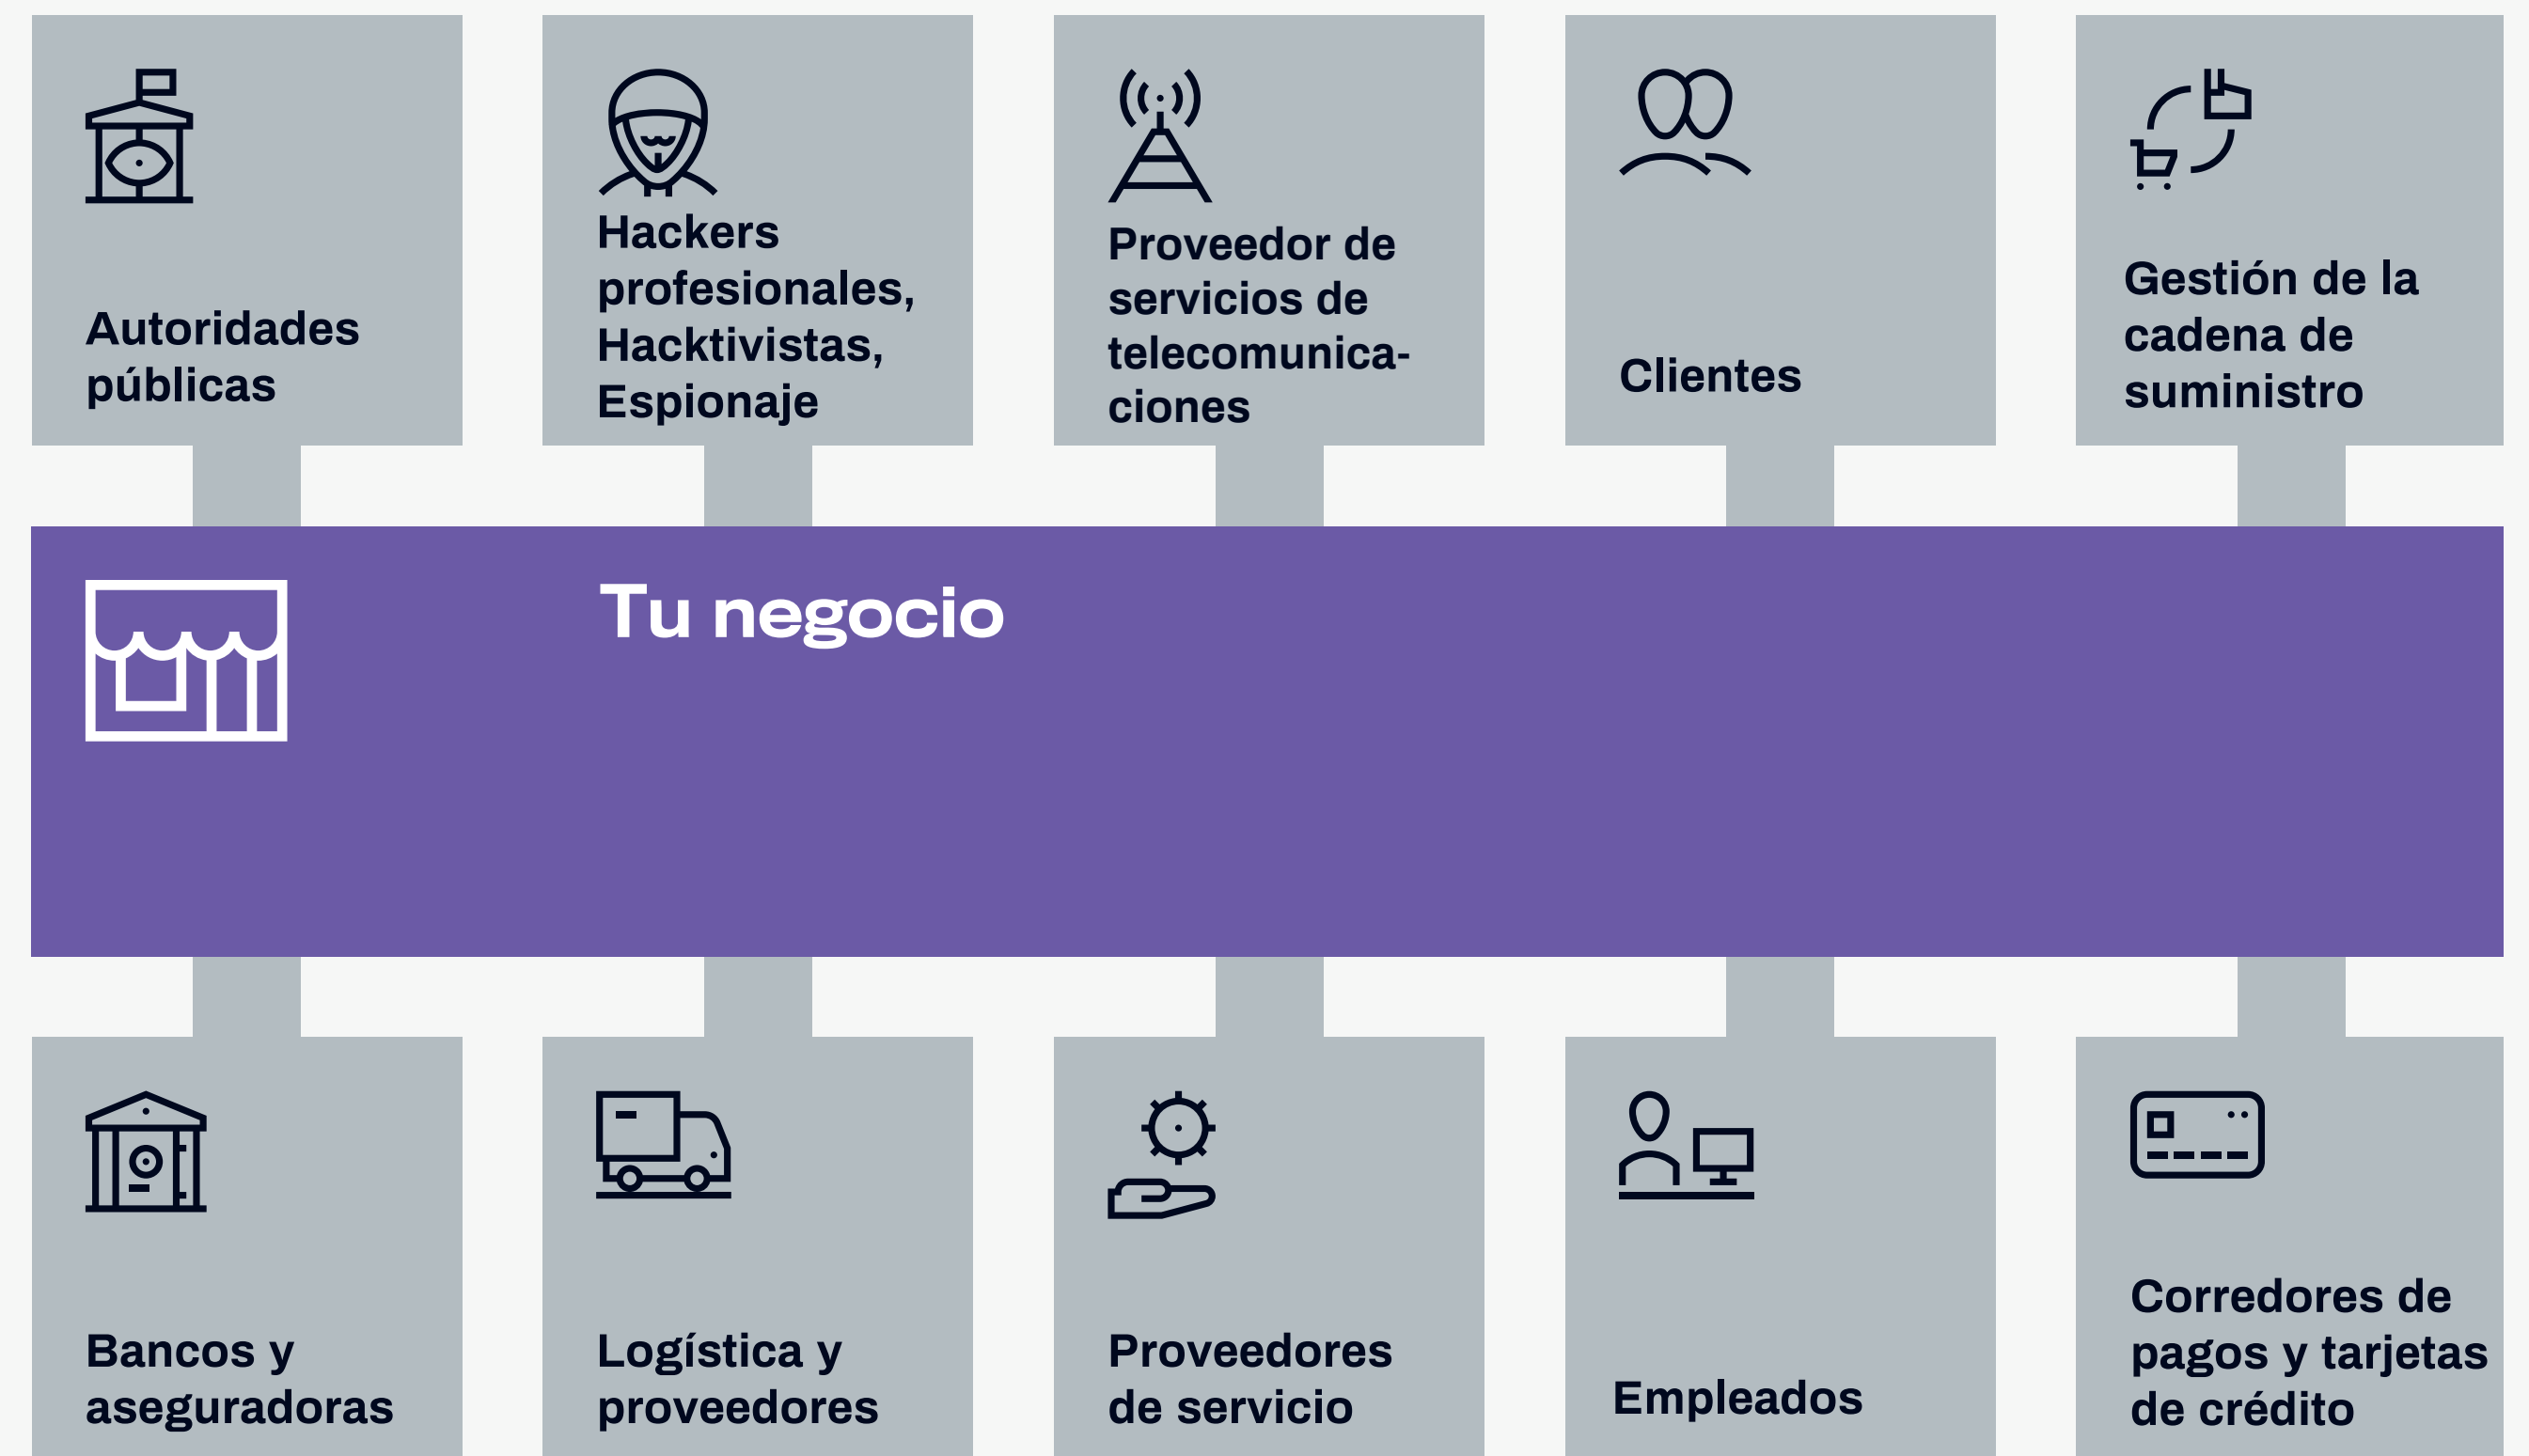 Autoridades
públicas
Hackers
profesionales,
Hacktivistas,
Espionaje
Proveedor de
servicios de
telecomunica-
ciones
Clientes
Gestión de la
cadena de
suministro
Tu negocio
Bancos y
aseguradoras
Logística y
proveedores
Proveedores
de servicio
Empleados
Corredores de
pagos y tarjetas
de crédito